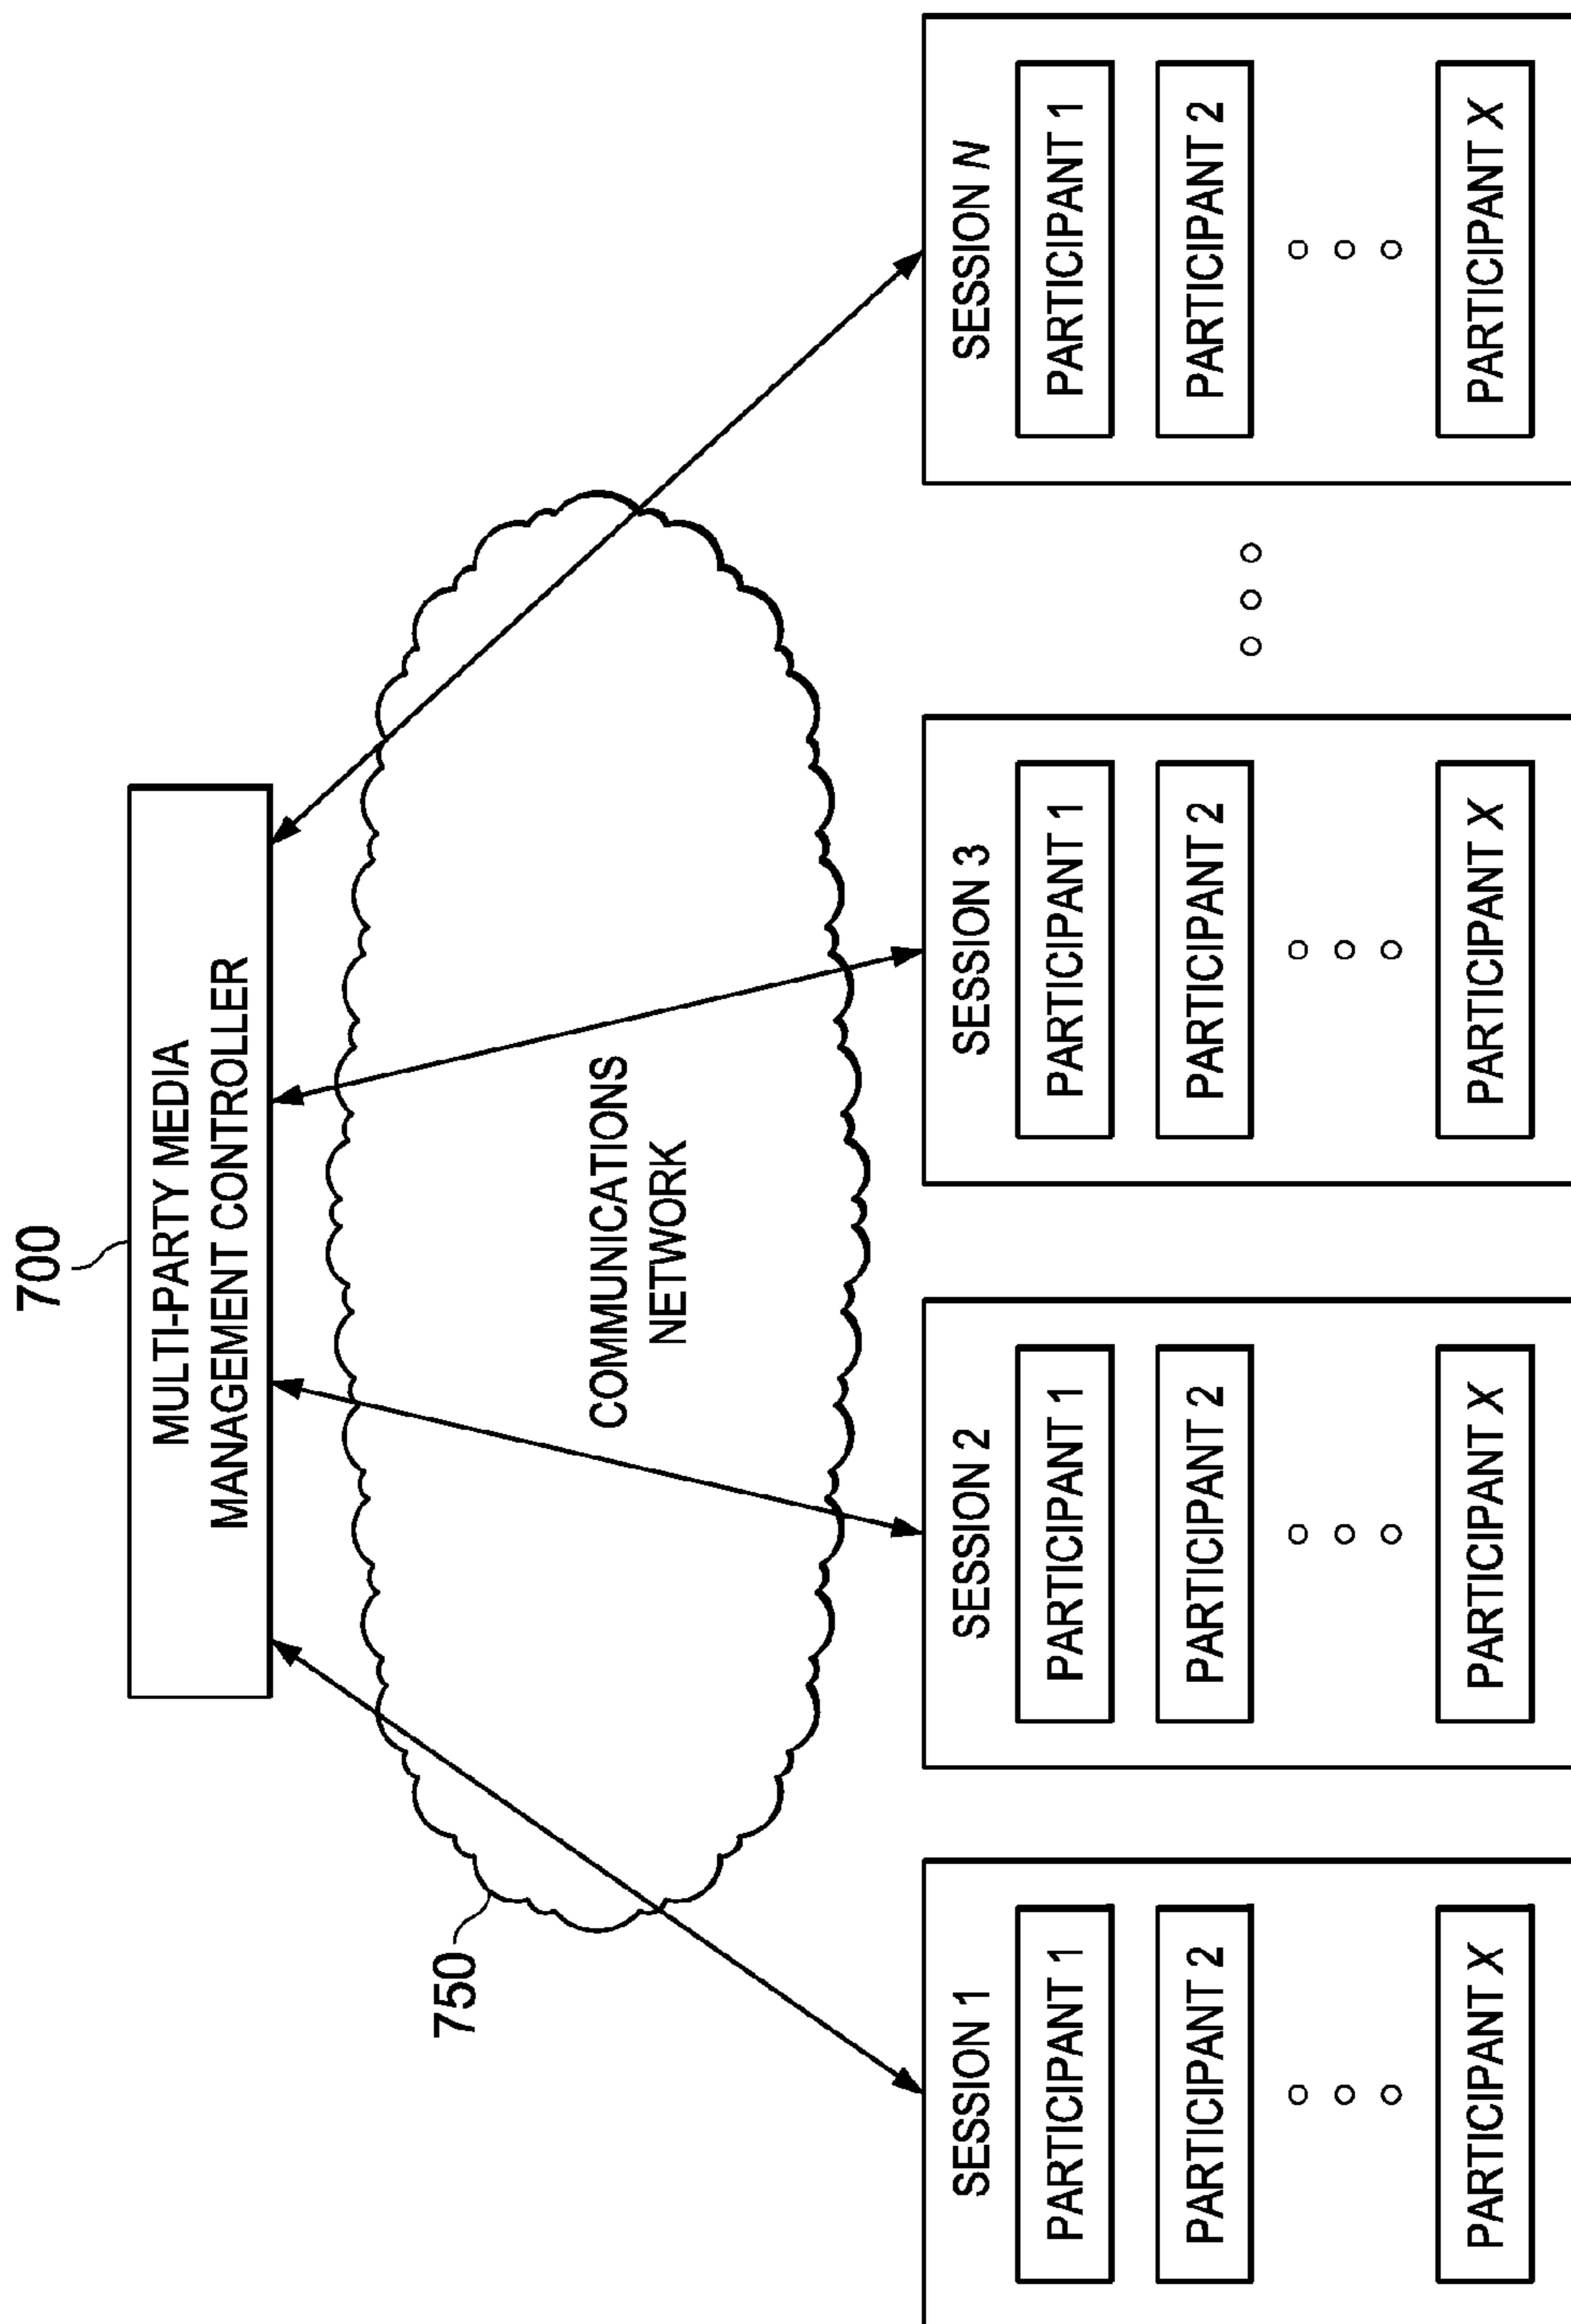 700
MULTI-PARTY MEDIA
MANAGEMENT CONTROLLER
750
COMMUNICATIONS
NETWORK
SESSION 1
PARTICIPANT 1
PARTICIPANT 2
PARTICIPANT X
SESSION 2
PARTICIPANT 1
PARTICIPANT 2
PARTICIPANT X
SESSION 3
PARTICIPANT 1
PARTICIPANT 2
PARTICIPANT X
SESSION N
PARTICIPANT 1
PARTICIPANT 2
PARTICIPANT X